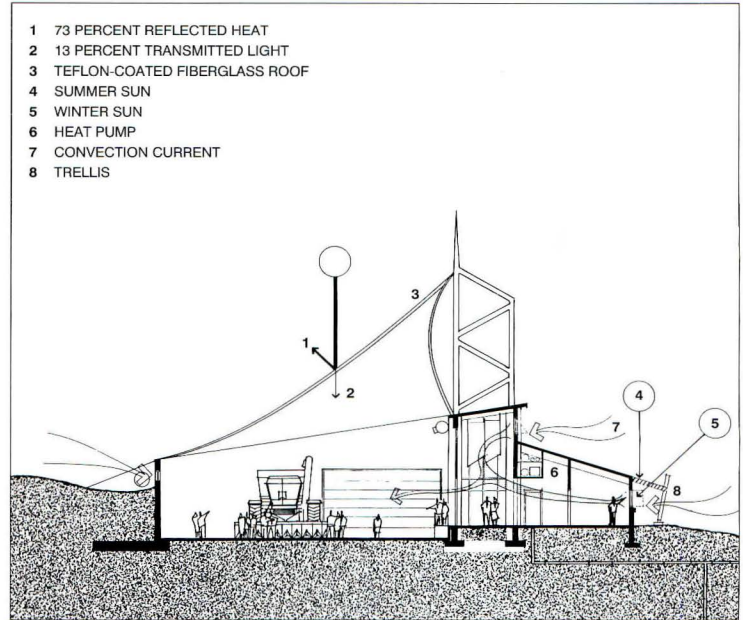 1 73 PERCENT REFLECTED HEAT
2 13 PERCENT TRANSMITTED LIGHT
3 TEFLON-COATED FIBERGLASS ROOF
4 SUMMER SUN
5 WINTER SUN
6 HEAT PUMP
7 CONVECTION CURRENT
8 TRELLIS
3
1
2
4
5
7
6
8